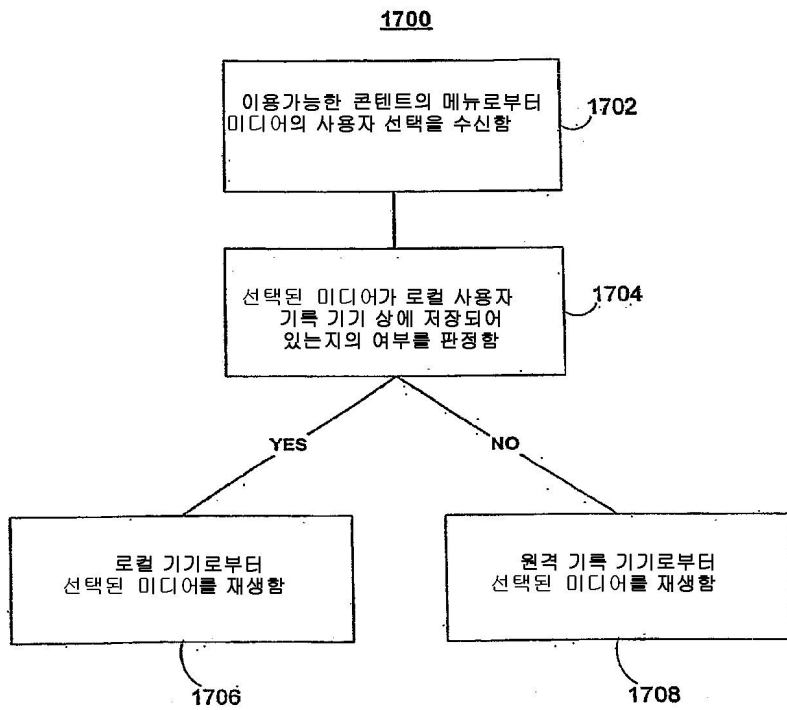 1700
이용가능한 콘텐트의 메뉴로부터
미디어의 사용자 선택을 수신함
1702
선택된 미디어가 로컬 사용자
기록 기기 상에 저장되어
있는지의 여부를 판정함
1704
YES
NO
로컬 기기로부터
선택된 미디어를 재생함
원격 기록 기기로부터
선택된 미디어를 재생함
1706
1708